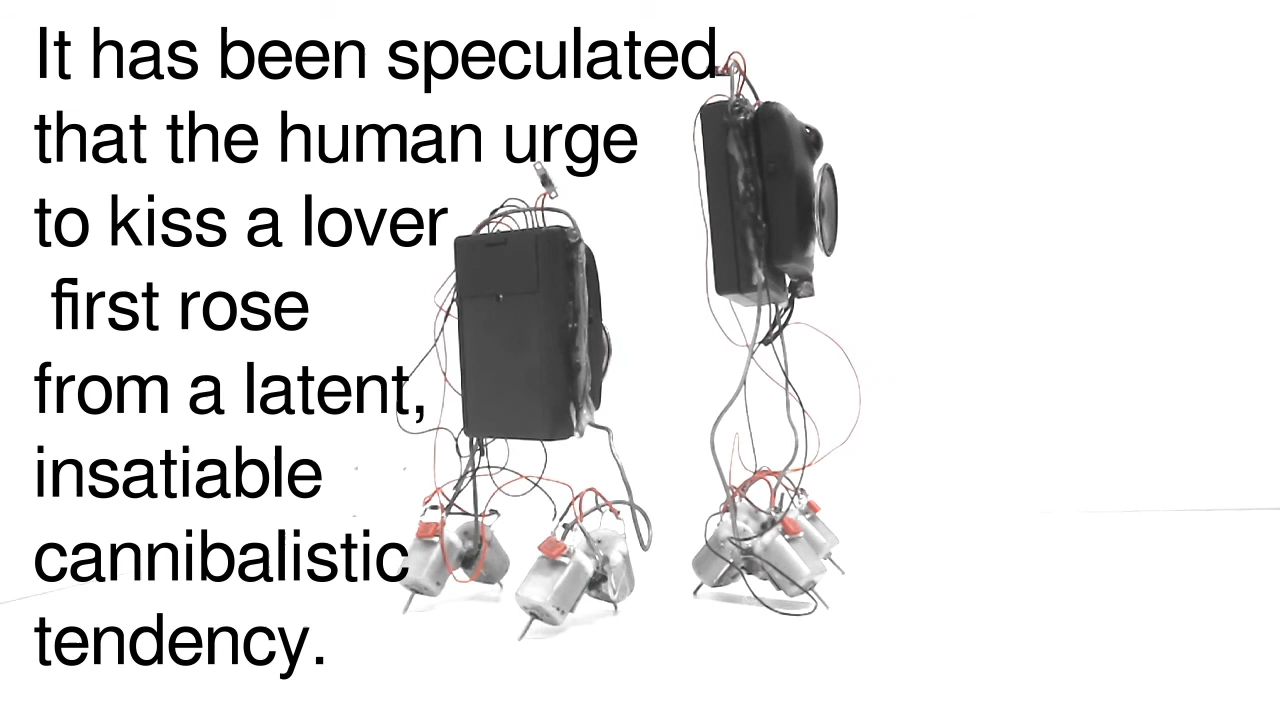 It has been speculated
that the human urge
to kiss a lover
first rose
from a latent,
insatiable
cannibalistic
tendency.